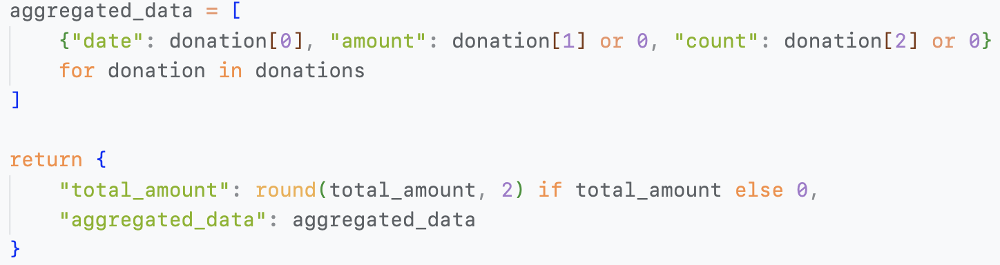 aggregated_data = [
    {"date": donation[0], "amount": donation[1] or 0, "count": donation[2] or 0}
    for donation in donations
]

return {
    "total_amount": round(total_amount, 2) if total_amount else 0,
    "aggregated_data": aggregated_data
}